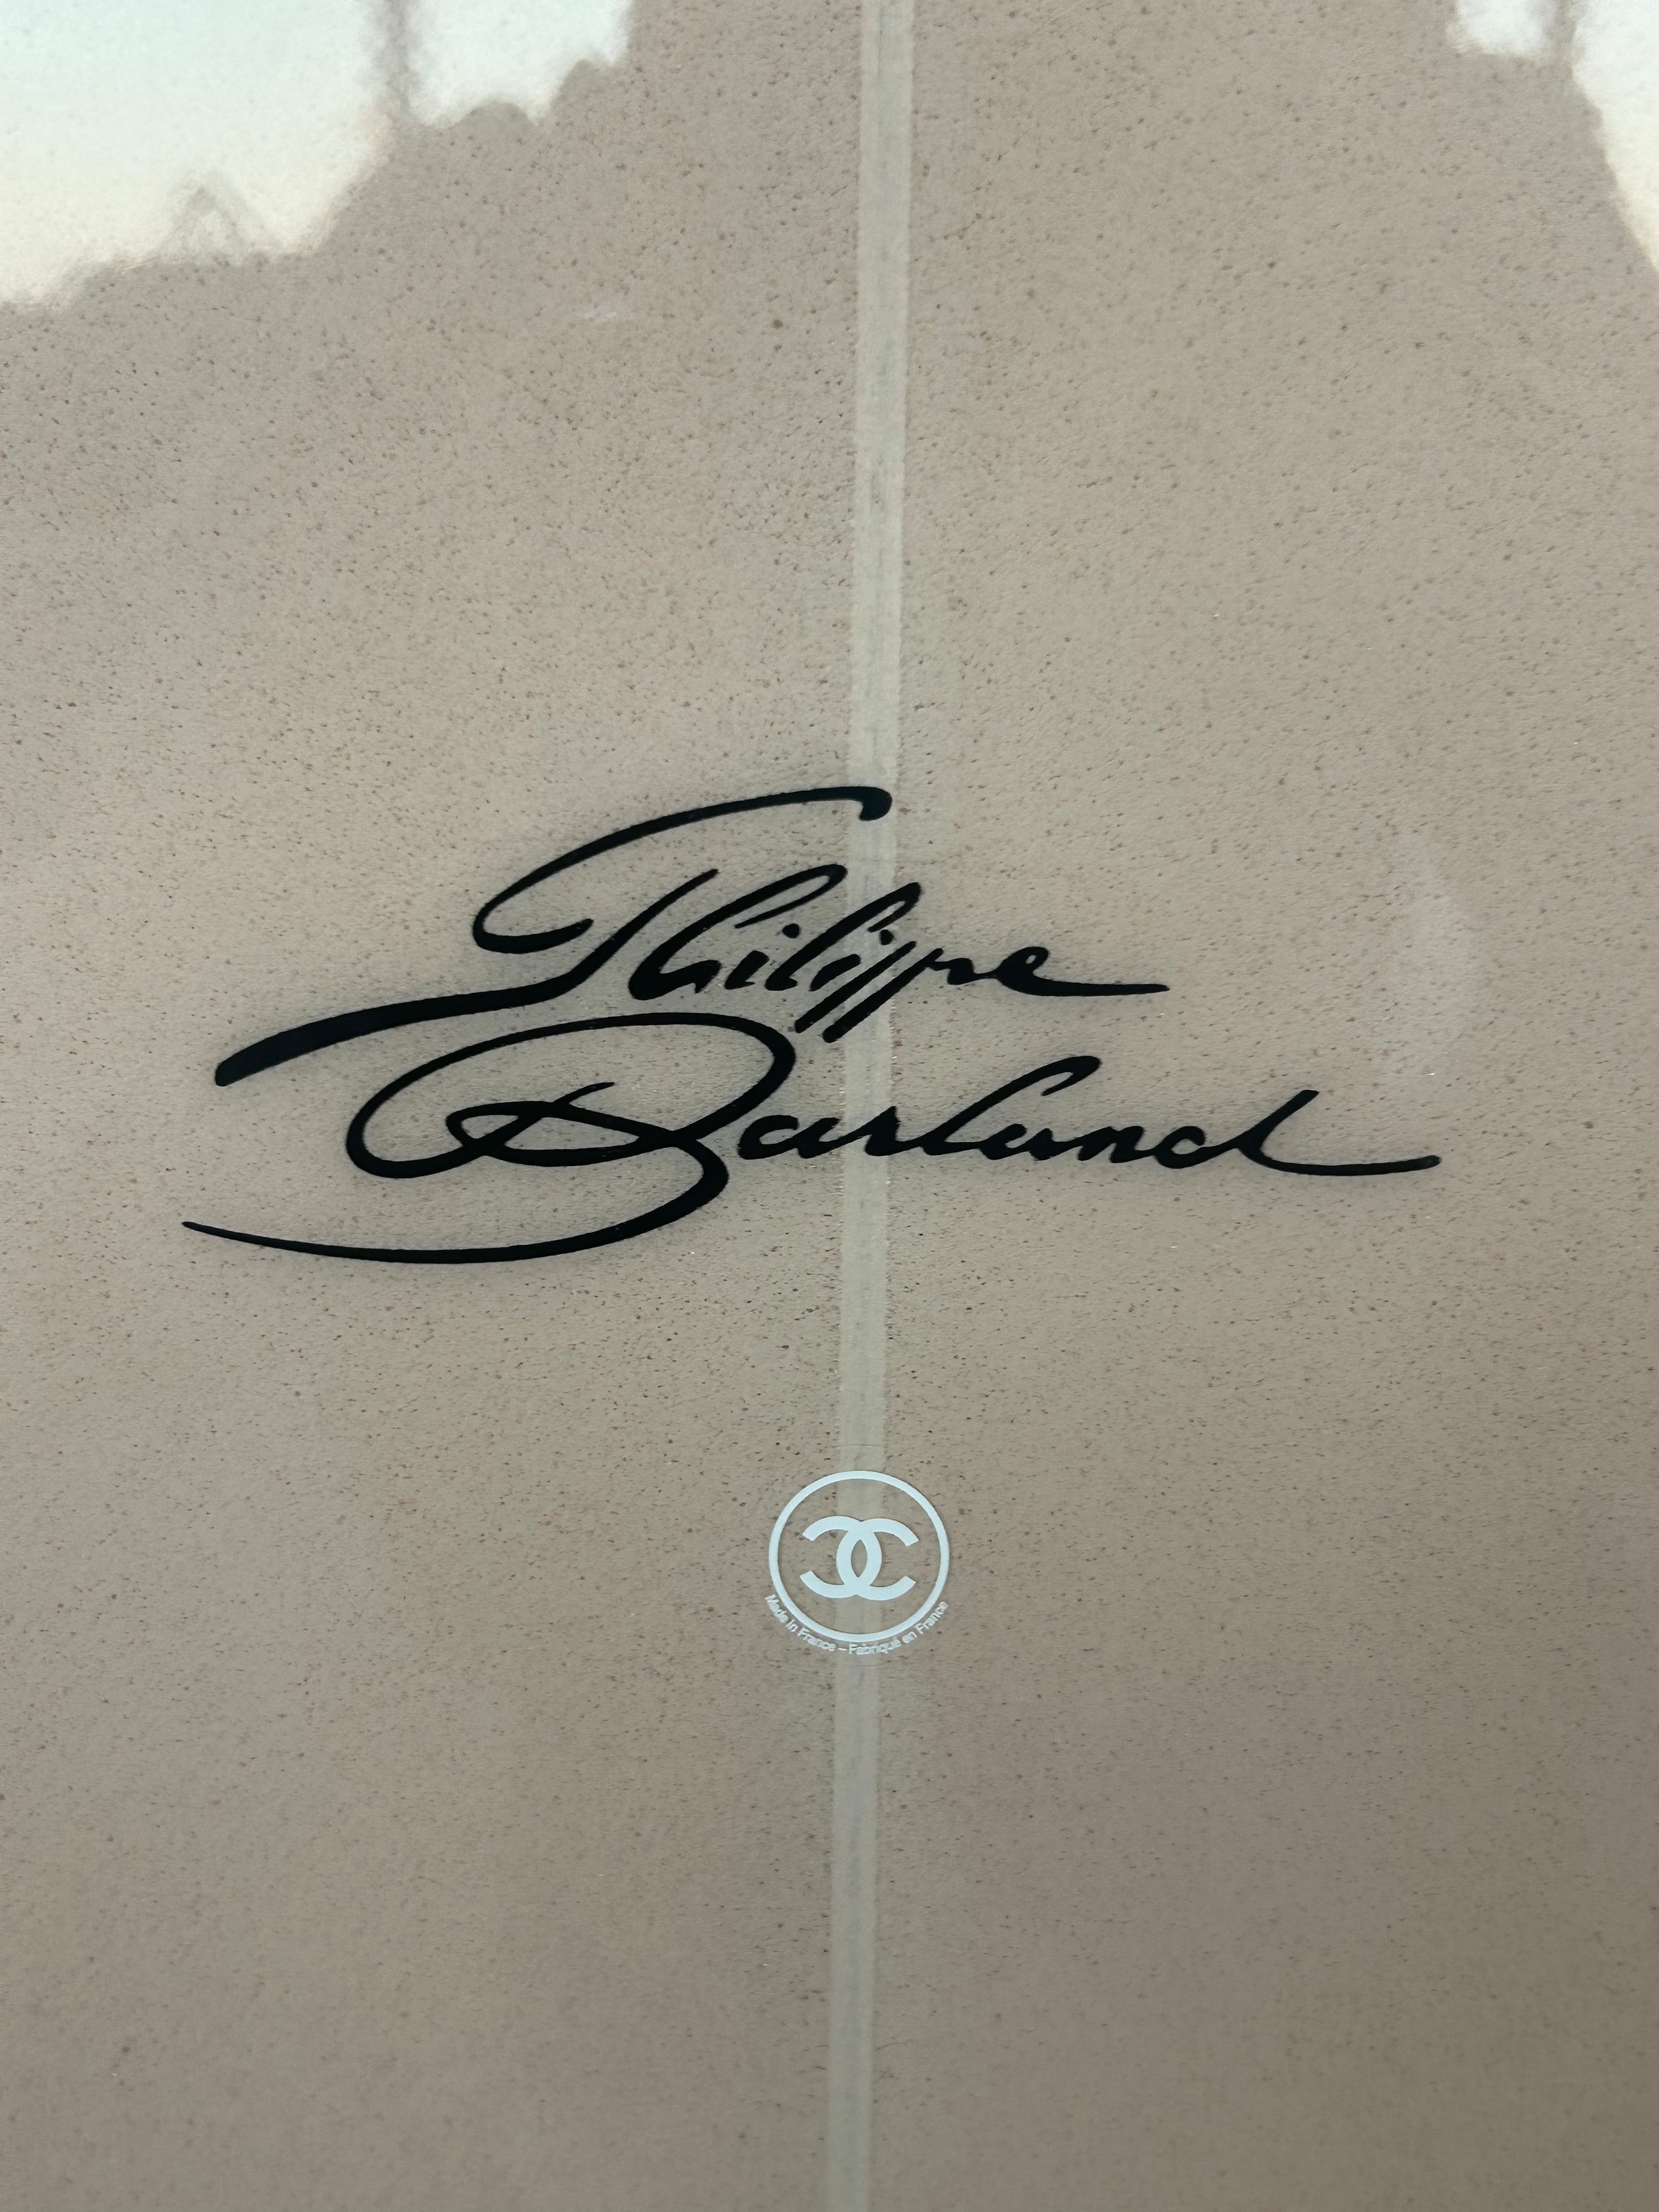 Philippe
Barland
Made in France – Fabriqué en France